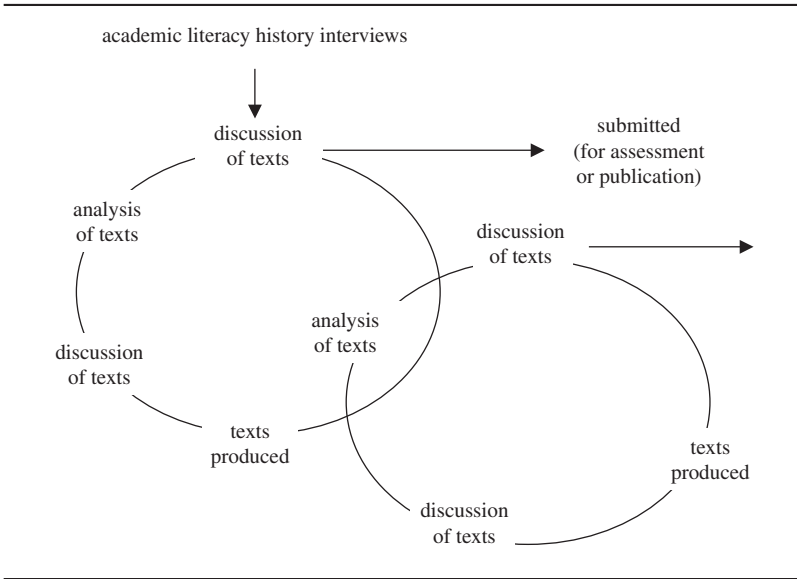 academic literacy history interviews
discussion
of texts
submitted
(for assessment
or publication)
analysis
of texts
discussion
of texts
analysis
of texts
discussion
of texts
texts
produced
texts
produced
discussion
of texts